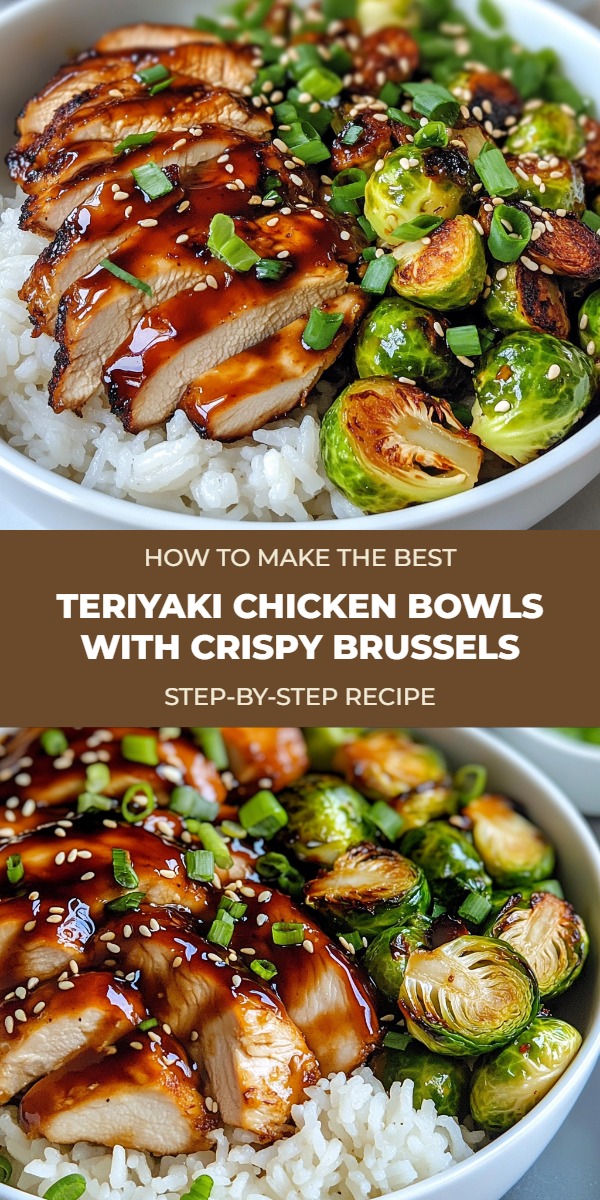 HOW TO MAKE THE BEST
TERIYAKI CHICKEN BOWLS
WITH CRISPY BRUSSELS
STEP-BY-STEP RECIPE